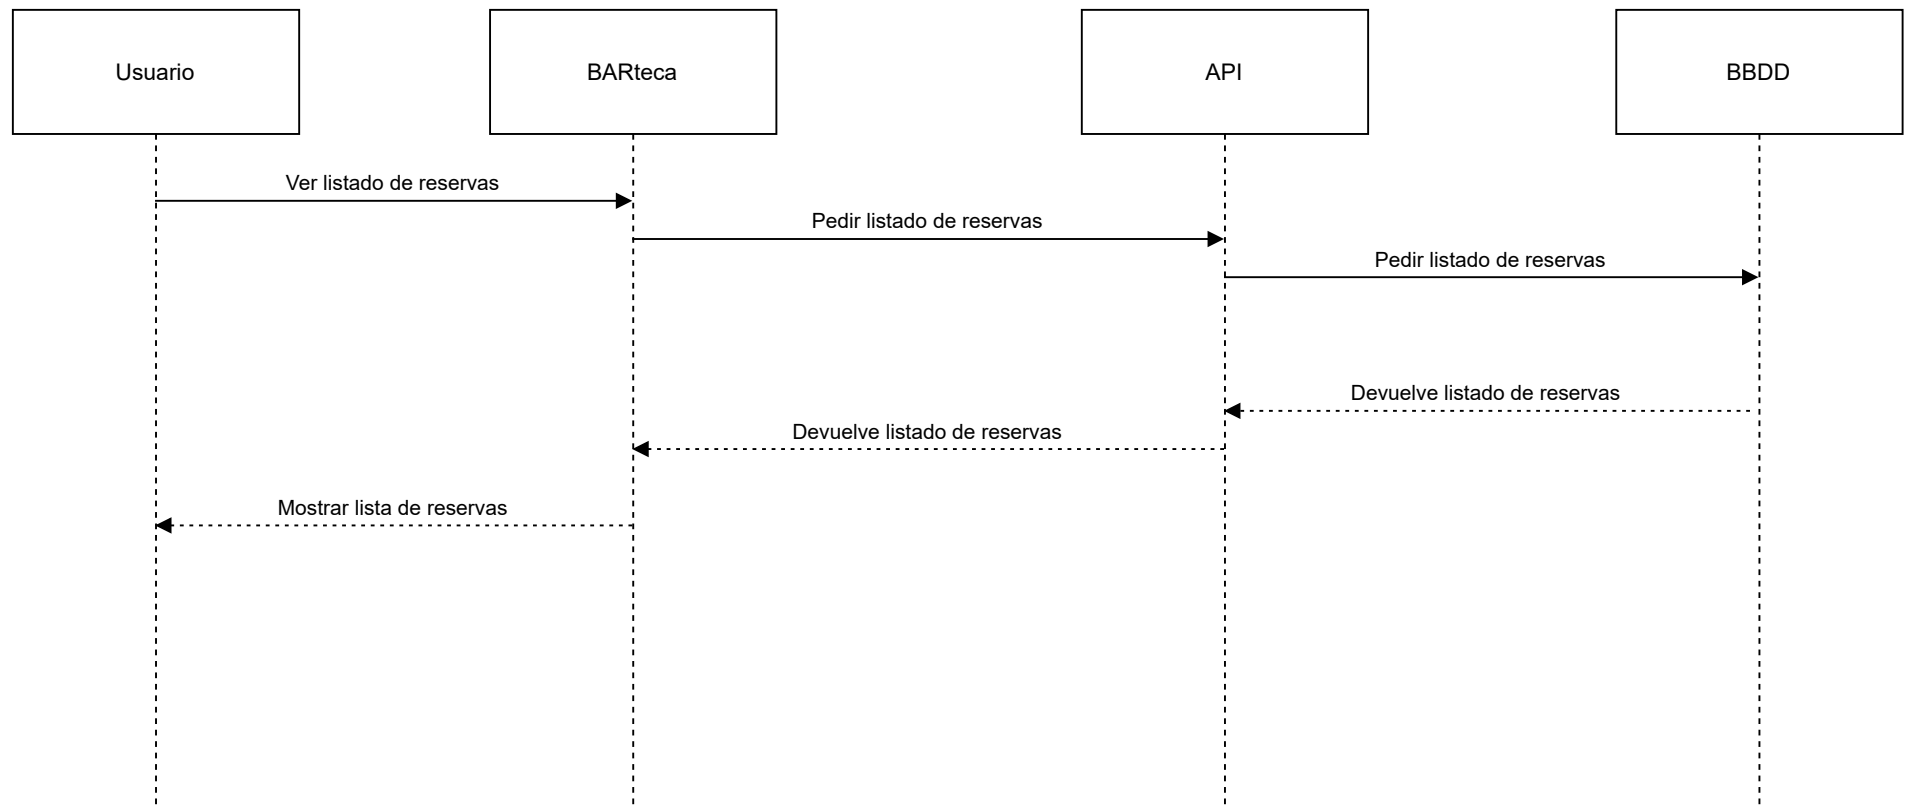 Usuario
BARteca
API
BBDD
Ver listado de reservas
Pedir listado de reservas
Pedir listado de reservas
Devuelve listado de reservas
Devuelve listado de reservas
Mostrar lista de reservas